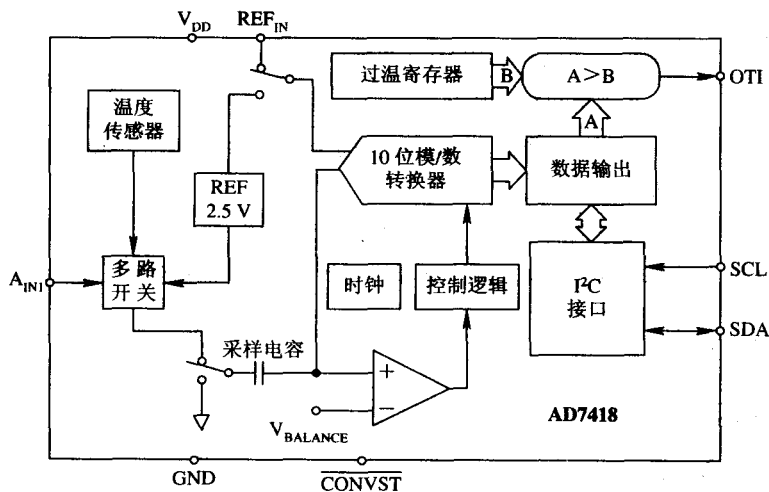 V_DD
REF_IN
过温寄存器
B
A>B
OTI
温度
传感器
A
10 位模/数
转换器
数据输出
REF
2.5 V
A_IN1
多路
开关
时钟
控制逻辑
I²C
接口
SCL
SDA
采样电容
+
−
V_BALANCE
AD7418
GND
CONVST